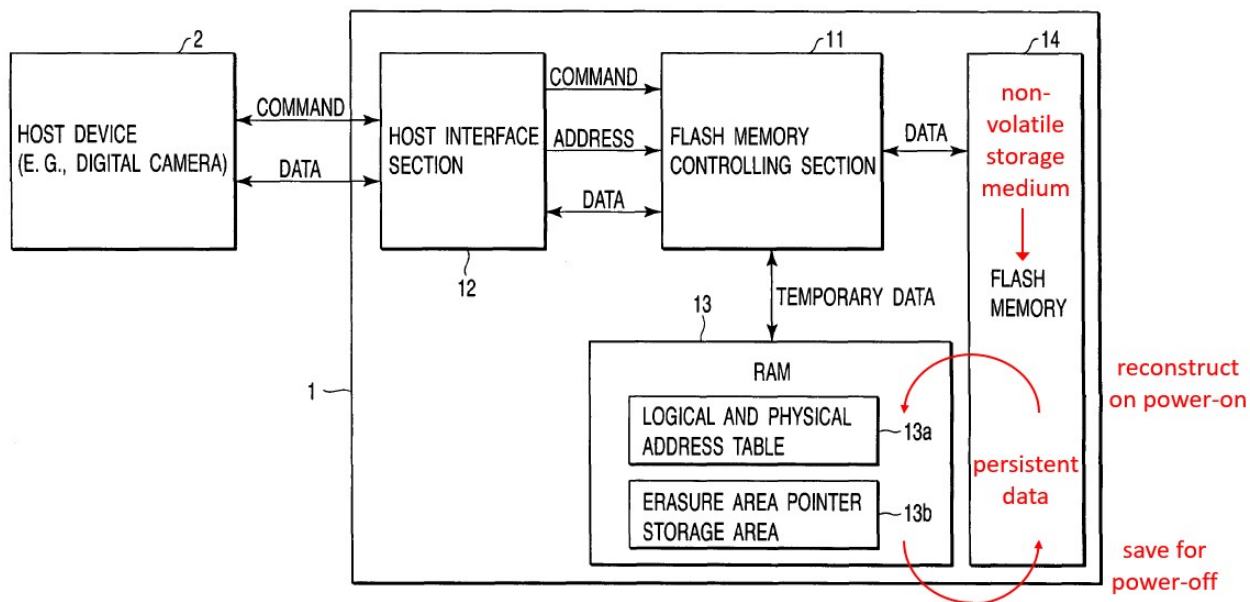 2
HOST DEVICE
(E. G., DIGITAL CAMERA)
COMMAND
DATA
1
HOST INTERFACE
SECTION
12
COMMAND
ADDRESS
DATA
11
FLASH MEMORY
CONTROLLING SECTION
DATA
14
non-
volatile
storage
medium
FLASH
MEMORY
TEMPORARY DATA
13
RAM
LOGICAL AND PHYSICAL
ADDRESS TABLE
13a
ERASURE AREA POINTER
STORAGE AREA
13b
persistent
data
reconstruct
on power-on
save for
power-off